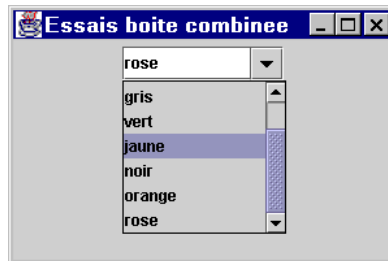 Essais boite combinee
rose
gris
vert
jaune
noir
orange
rose